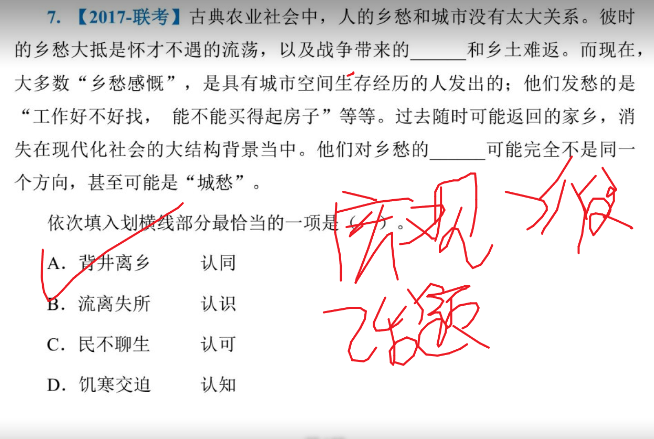 7. 【2017-联考】古典农业社会中，人的乡愁和城市没有太大关系。彼时
的乡愁大抵是怀才不遇的流荡，以及战争带来的______和乡土难返。而现在，
大多数“乡愁感慨”，是具有城市空间生存经历的人发出的；他们发愁的是
“工作好不好找， 能不能买得起房子”等等。过去随时可能返回的家乡，消
失在现代化社会的大结构背景当中。他们对乡愁的______可能完全不是同一
个方向，甚至可能是“城愁”。
依次填入划横线部分最恰当的一项是（ ）。
A. 背井离乡 认同
B. 流离失所 认识
C. 民不聊生 认可
D. 饥寒交迫 认知